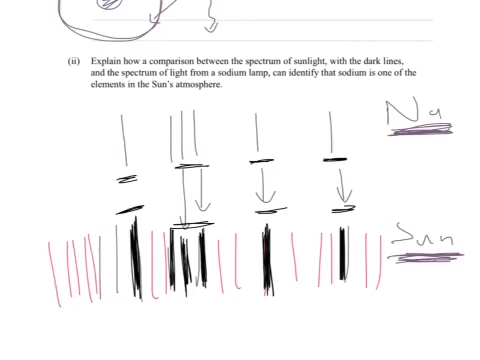 (ii) Explain how a comparison between the spectrum of sunlight, with the dark lines,
and the spectrum of light from a sodium lamp, can identify that sodium is one of the
elements in the Sun's atmosphere.
Na
Sun